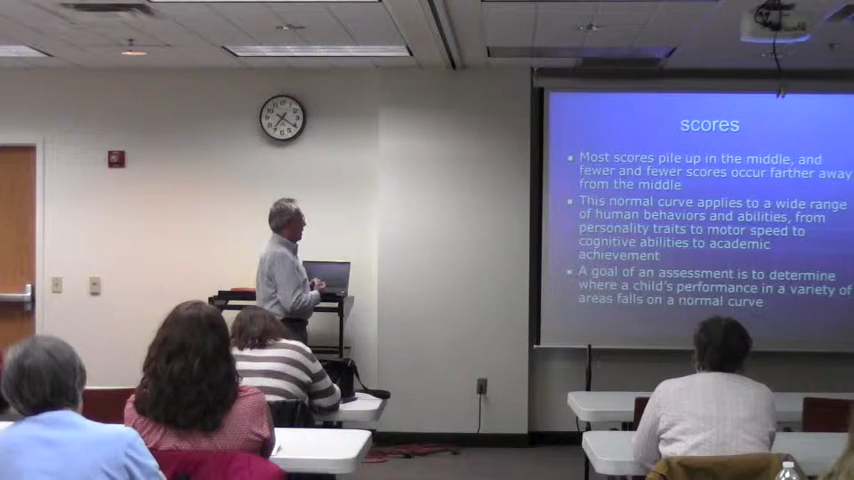 scores
Most scores pile up in the middle, and
fewer and fewer scores occur farther away
from the middle
This normal curve applies to a wide range
of human behaviors and abilities, from
personality traits to motor speed to
cognitive abilities to academic
achievement
A goal of an assessment is to determine
where a child's performance in a variety of
areas falls on a normal curve